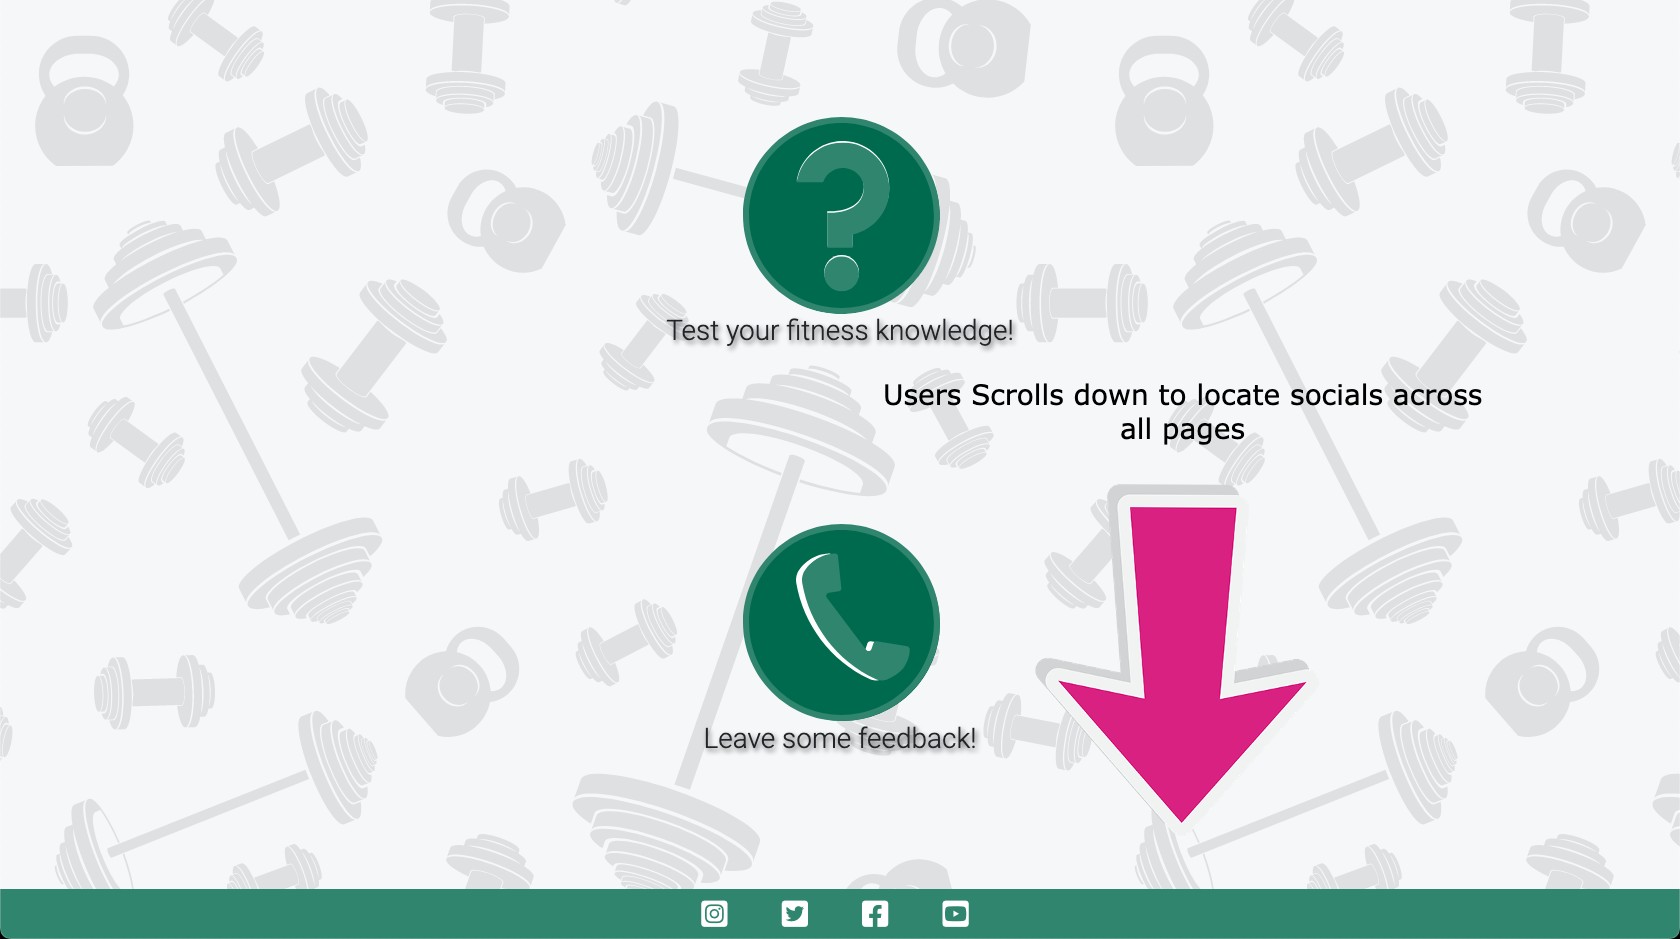 Test your fitness knowledge!
Users Scrolls down to locate socials across
all pages
Leave some feedback!